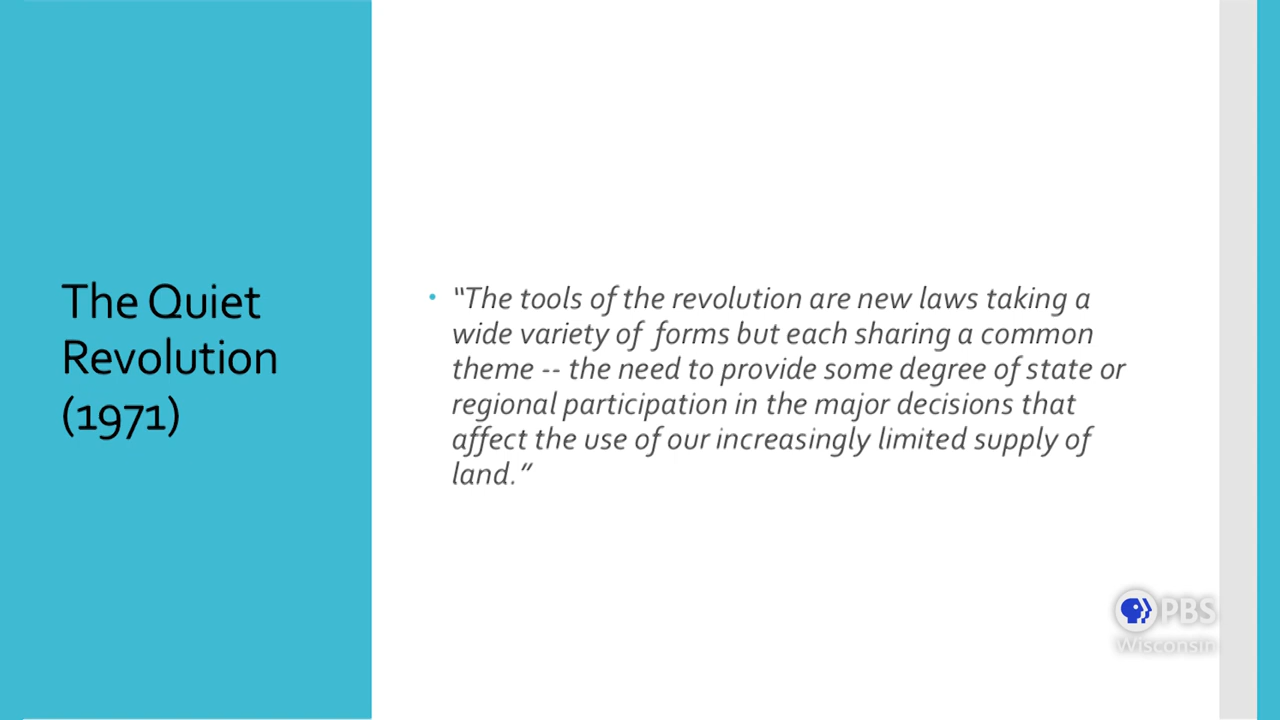 The Quiet
Revolution
(1971)
• “The tools of the revolution are new laws taking a
wide variety of forms but each sharing a common
theme -- the need to provide some degree of state or
regional participation in the major decisions that
affect the use of our increasingly limited supply of
land.”
PBS
Wisconsin